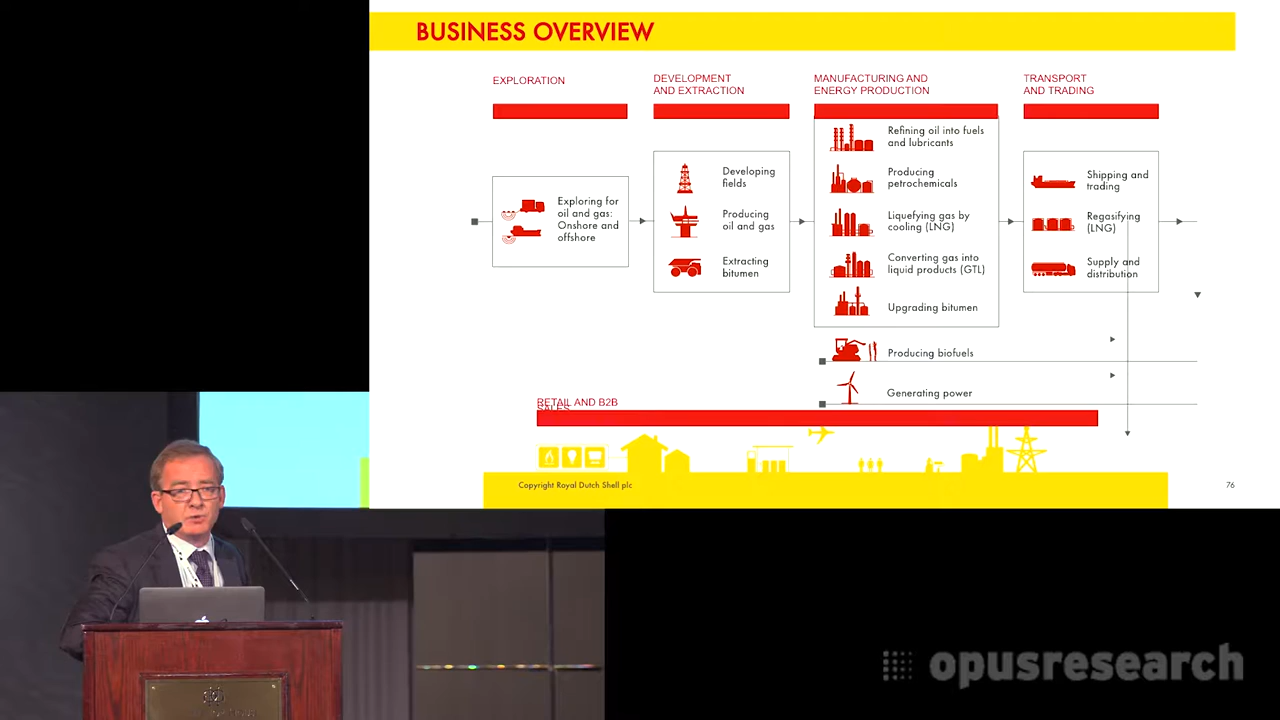 BUSINESS OVERVIEW
EXPLORATION
DEVELOPMENT
AND EXTRACTION
MANUFACTURING AND
ENERGY PRODUCTION
TRANSPORT
AND TRADING
Exploring for
oil and gas:
Onshore and
offshore
Developing
fields
Producing
oil and gas
Extracting
bitumen
Refining oil into fuels
and lubricants
Producing
petrochemicals
Liquefying gas by
cooling (LNG)
Converting gas into
liquid products (GTL)
Upgrading bitumen
Producing biofuels
Generating power
Shipping and
trading
Regasifying
(LNG)
Supply and
distribution
RETAIL AND B2B
SALES
Copyright Royal Dutch Shell plc
76
opusresearch